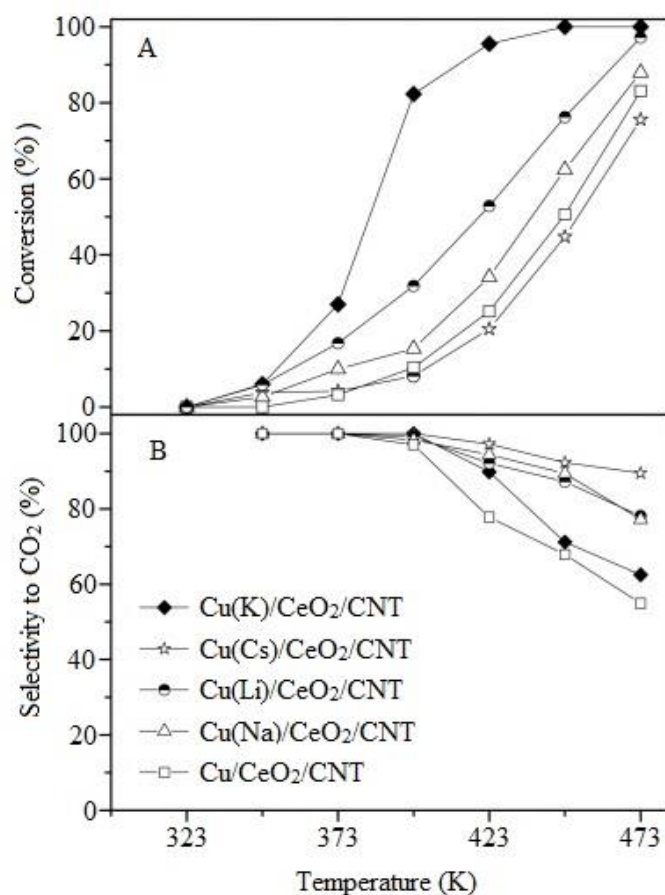 A
100
80
60
40
20
0
Conversion (%) )
B
100
80
60
40
20
0
Selectivity to CO₂ (%)
Cu(K)/CeO₂/CNT
Cu(Cs)/CeO₂/CNT
Cu(Li)/CeO₂/CNT
Cu(Na)/CeO₂/CNT
Cu/CeO₂/CNT
323 373 423 473
Temperature (K)